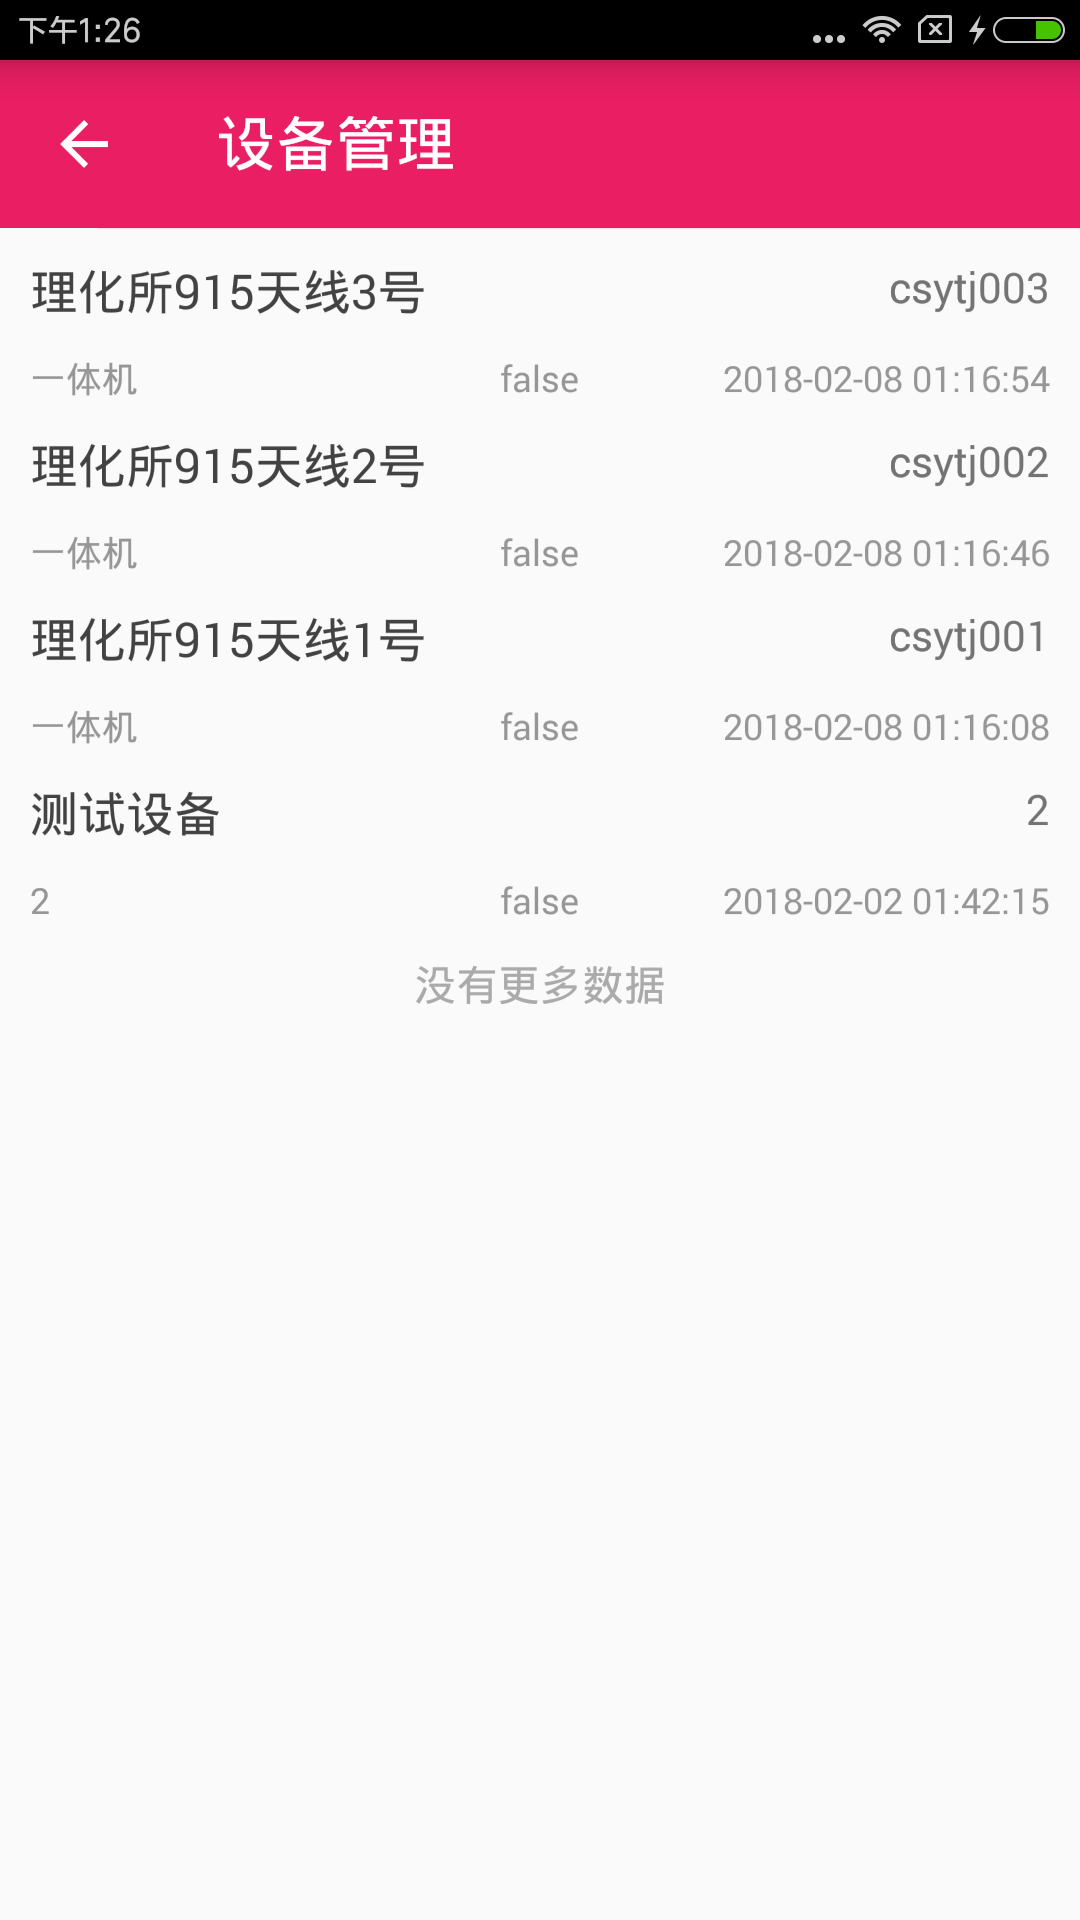 下午1:26
设备管理
理化所915天线3号 csytj003
一体机 false 2018-02-08 01:16:54
理化所915天线2号 csytj002
一体机 false 2018-02-08 01:16:46
理化所915天线1号 csytj001
一体机 false 2018-02-08 01:16:08
测试设备 2
2 false 2018-02-02 01:42:15
没有更多数据